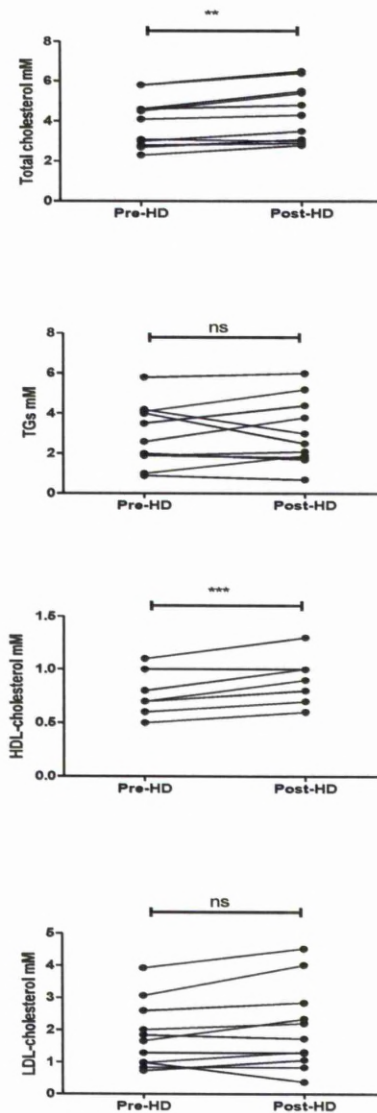 **
Total cholesterol mM
8
6
4
2
0
Pre-HD Post-HD
ns
TGs mM
8
6
4
2
0
Pre-HD Post-HD
***
HDL-cholesterol mM
1.5
1.0
0.5
0.0
Pre-HD Post-HD
ns
LDL-cholesterol mM
5
4
3
2
1
0
Pre-HD Post-HD